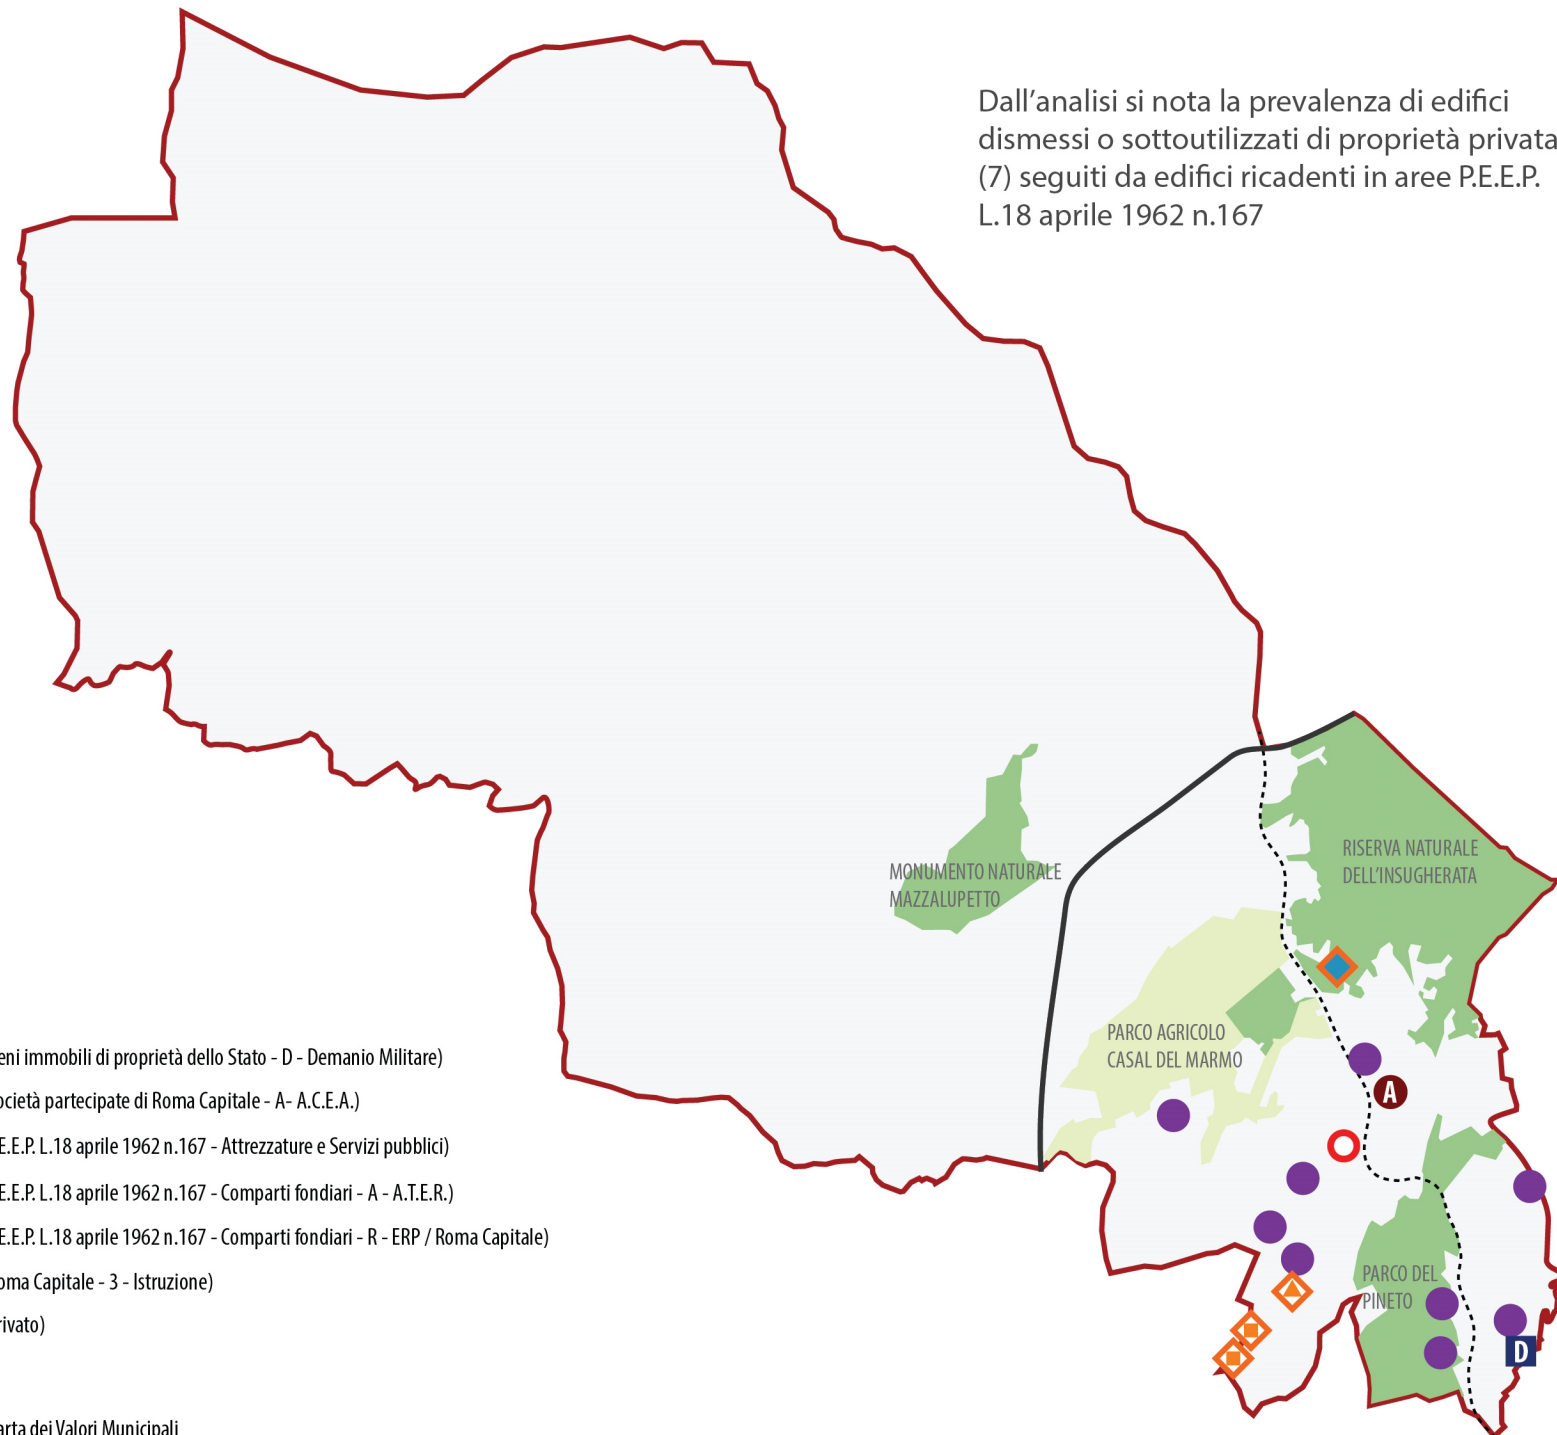 Dall'analisi si nota la prevalenza di edifici
dismessi o sottoutilizzati di proprietà privata
(7) seguiti da edifici ricadenti in aree P.E.E.P.
L.18 aprile 1962 n.167
MONUMENTO NATURALE
MAZZALUPETTO
RISERVA NATURALE
DELL'INSUGHERATA
PARCO AGRICOLO
CASAL DEL MARMO
A
PARCO DEL
PINETO
D
eni immobili di proprietà dello Stato - D - Demanio Militare)
ocietà partecipate di Roma Capitale - A- A.C.E.A.)
E.E.P. L.18 aprile 1962 n.167 - Attrezzature e Servizi pubblici)
E.E.P. L.18 aprile 1962 n.167 - Comparti fondiari - A - A.T.E.R.)
E.E.P. L.18 aprile 1962 n.167 - Comparti fondiari - R - ERP / Roma Capitale)
oma Capitale - 3 - Istruzione)
rivato)
arta dei Valori Municipali